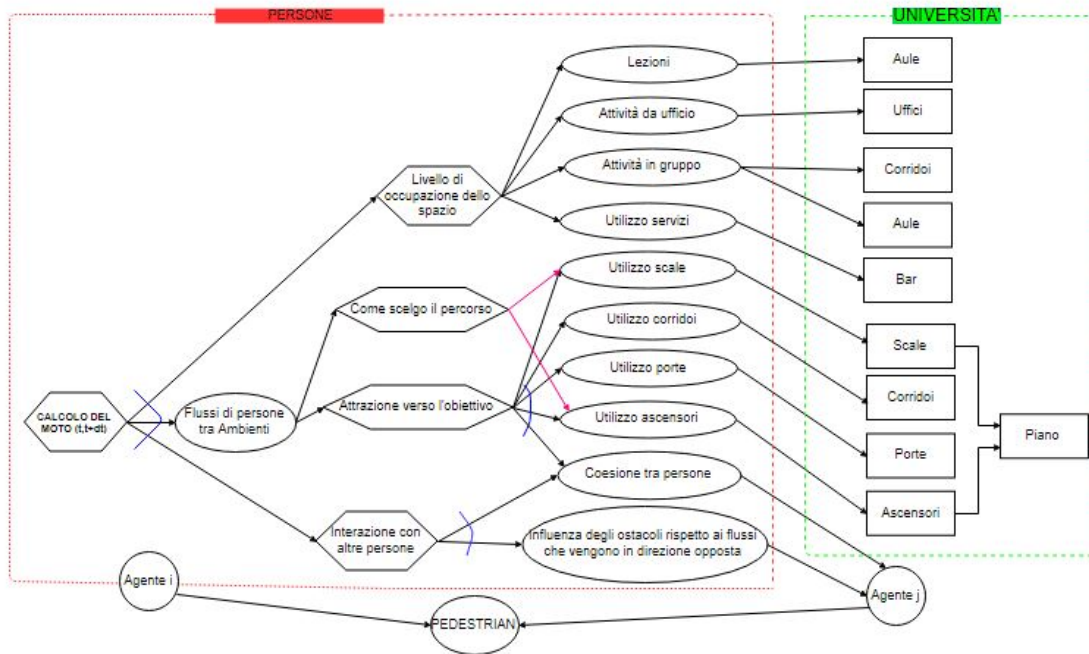 PERSONE
UNIVERSITA'
Lezioni
Aule
Attività da ufficio
Uffici
Livello di
occupazione dello
spazio
Attività in gruppo
Corridoi
Utilizzo servizi
Aule
Utilizzo scale
Bar
Come scelgo il percorso
Utilizzo corridoi
Scale
Utilizzo porte
Corridoi
CALCOLO DEL
MOTO (t,t+dt)
Flussi di persone
tra Ambienti
Attrazione verso l'obiettivo
Utilizzo ascensori
Piano
Porte
Coesione tra persone
Ascensori
Interazione con
altre persone
Influenza degli ostacoli rispetto ai flussi
che vengono in direzione opposta
Agente i
Agente j
PEDESTRIAN